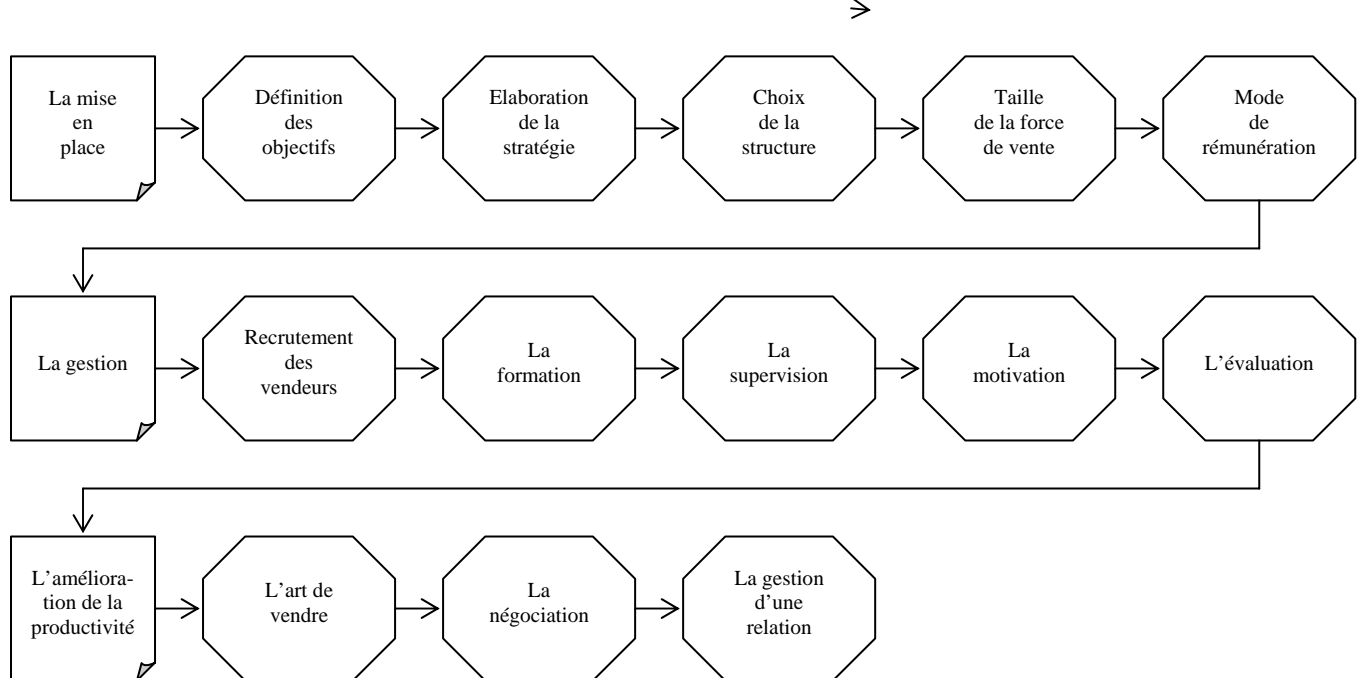 La mise
en
place
Définition
des
objectifs
Elaboration
de la
stratégie
Choix
de la
structure
Taille
de la force
de vente
Mode
de
rémunération
La gestion
Recrutement
des
vendeurs
La
formation
La
supervision
La
motivation
L'évaluation
L'améliora-
tion de la
productivité
L'art de
vendre
La
négociation
La gestion
d'une
relation